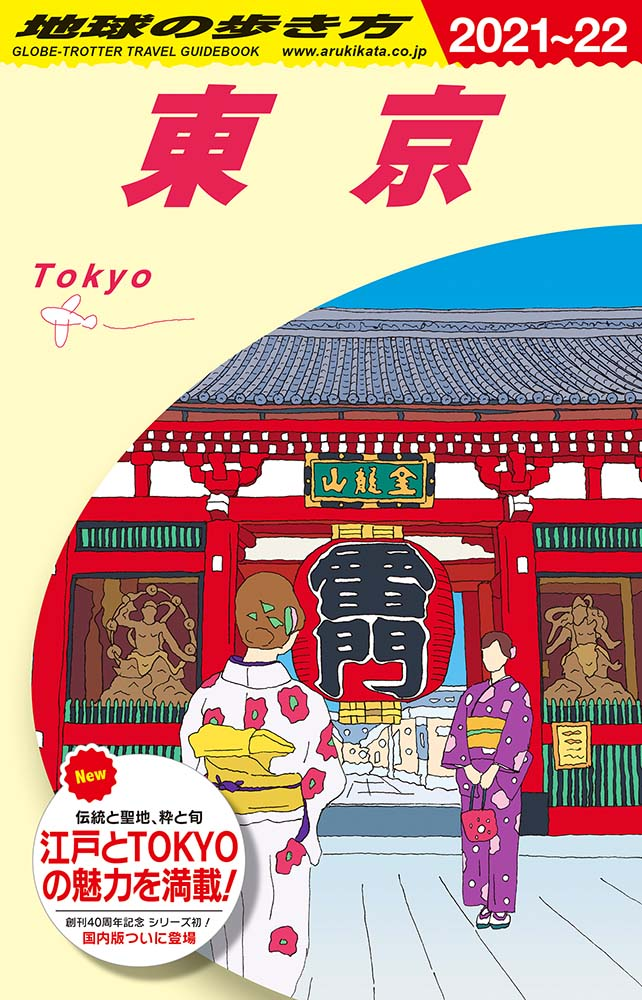 地球の歩き方
GLOBE-TROTTER TRAVEL GUIDEBOOK www.arukikata.co.jp
2021~22
東京
Tokyo
金龍山
雷門
New
伝統と聖地、粋と旬
江戸とTOKYO
の魅力を満載!
創刊40周年記念 シリーズ初!
国内版ついに登場